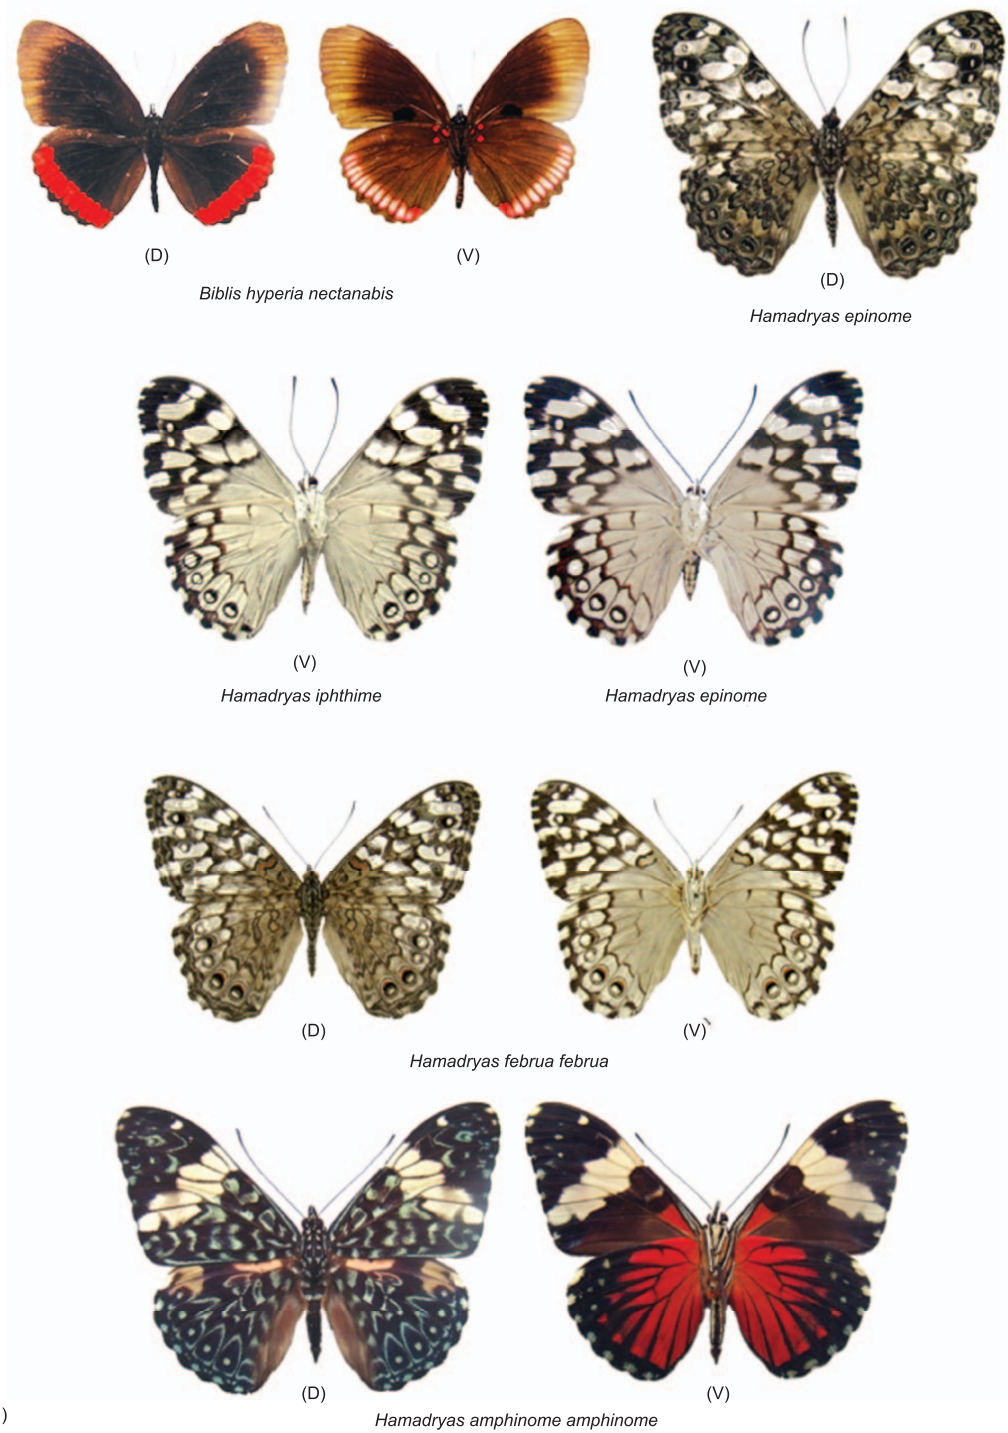 (D)
(V)
Biblis hyperia nectanabis
(D)
Hamadryas epinome
(V)
Hamadryas iphthime
(V)
Hamadryas epinome
(D)
(V)
Hamadryas februa februa
(D)
(V)
)
Hamadryas amphinome amphinome